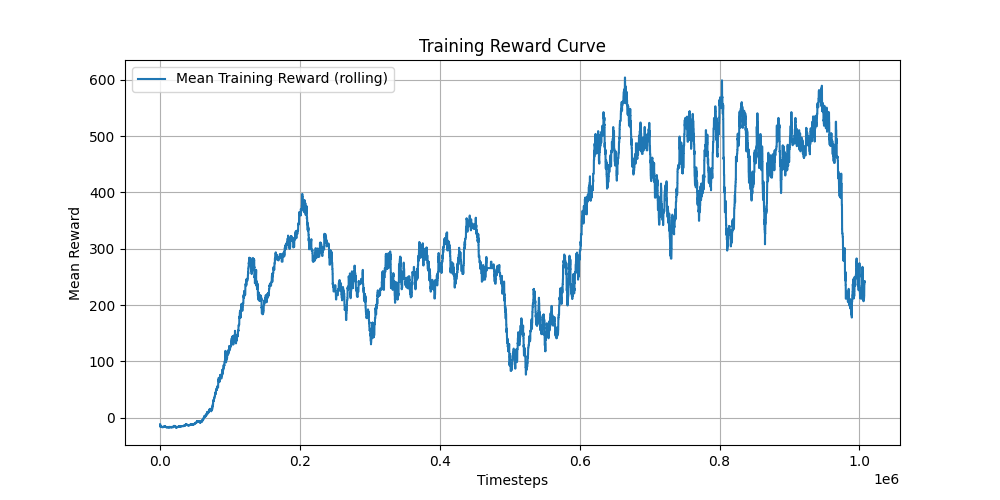 Training Reward Curve
Mean Training Reward (rolling)
600
500
400
300
200
100
0
Mean Reward
0.0 0.2 0.4 0.6 0.8 1.0
1e6
Timesteps